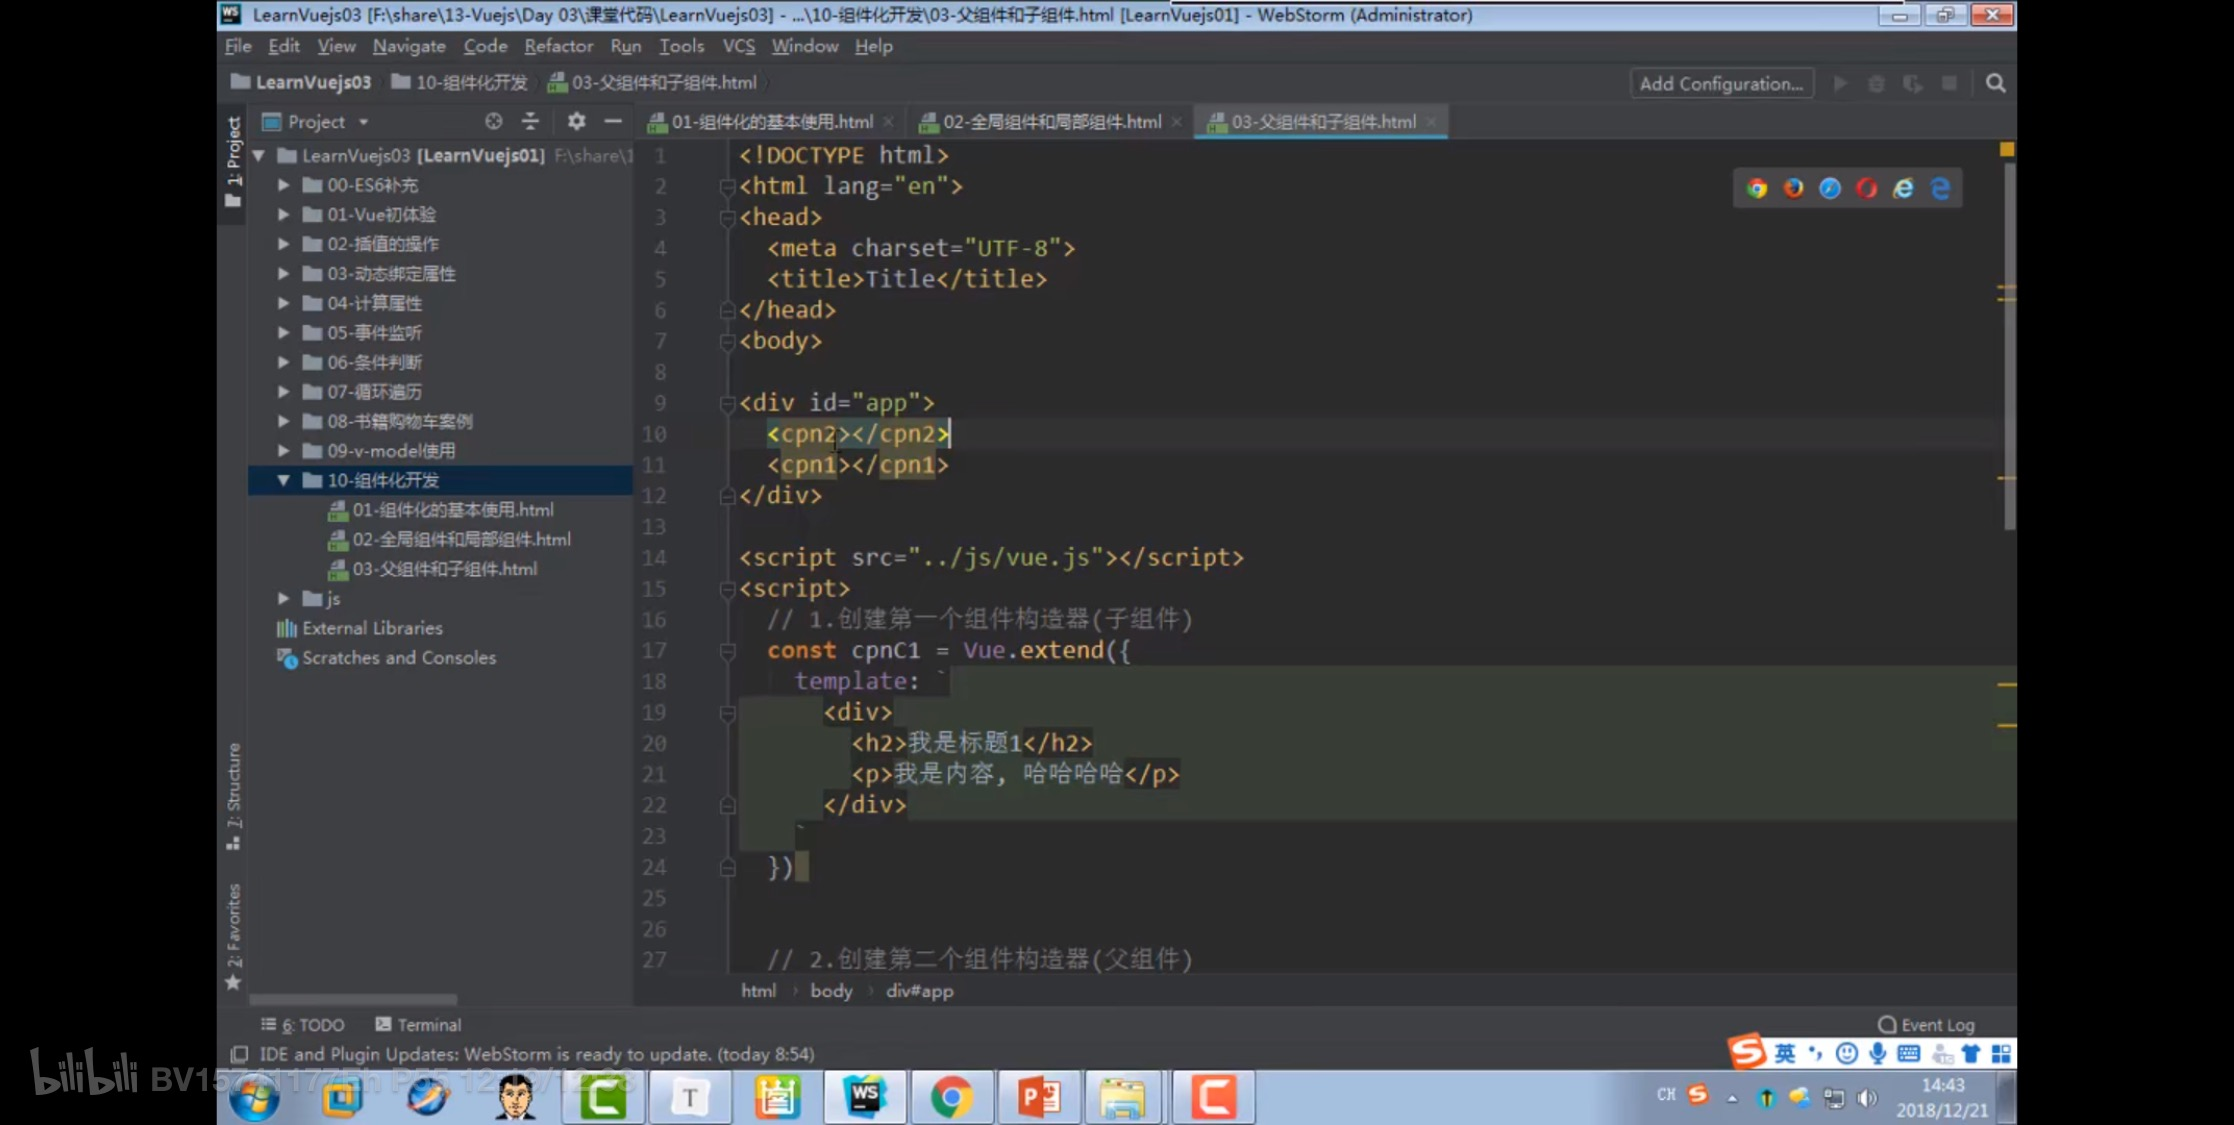 LearnVuejs03 [F:\share\13-Vuejs\Day 03\课堂代码\LearnVuejs03] - ...\10-组件化开发\03-父组件和子组件.html [LearnVuejs01] - WebStorm (Administrator)
File Edit View Navigate Code Refactor Run Tools VCS Window Help
LearnVuejs03 10-组件化开发 03-父组件和子组件.html Add Configuration...
1: Project
Project
LearnVuejs03 [LearnVuejs01] F:\share\1
00-ES6补充
01-Vue初体验
02-插值的操作
03-动态绑定属性
04-计算属性
05-事件监听
06-条件判断
07-循环遍历
08-书籍购物车案例
09-v-model使用
10-组件化开发
01-组件化的基本使用.html
02-全局组件和局部组件.html
03-父组件和子组件.html
js
External Libraries
Scratches and Consoles
7: Structure
2: Favorites
01-组件化的基本使用.html 02-全局组件和局部组件.html 03-父组件和子组件.html
1 <!DOCTYPE html>
2 <html lang="en">
3 <head>
4 <meta charset="UTF-8">
5 <title>Title</title>
6 </head>
7 <body>
8
9 <div id="app">
10 <cpn2></cpn2>
11 <cpn1></cpn1>
12 </div>
13
14 <script src="../js/vue.js"></script>
15 <script>
16 // 1.创建第一个组件构造器(子组件)
17 const cpnC1 = Vue.extend({
18 template: `
19 <div>
20 <h2>我是标题1</h2>
21 <p>我是内容, 哈哈哈哈</p>
22 </div>
23 `
24 })
25
26
27 // 2.创建第二个组件构造器(父组件)
html body div#app
6: TODO Terminal Event Log
IDE and Plugin Updates: WebStorm is ready to update. (today 8:54)
英
bilibili
CH
14:43
2018/12/21